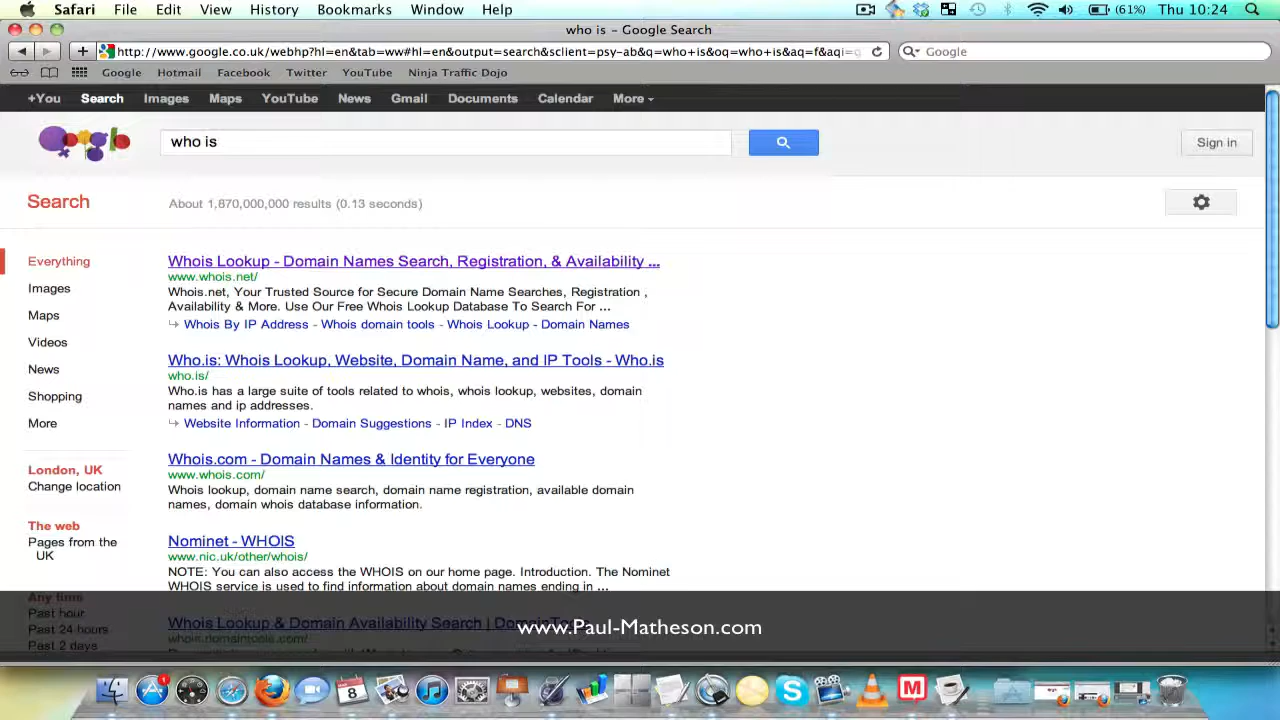 Safari File Edit View History Bookmarks Window Help (61%) Thu 10:24
who is – Google Search
http://www.google.co.uk/webhp?hl=en&tab=ww#hl=en&output=search&sclient=psy-ab&q=who+is&oq=who+is&aq=f&aqi=g Google
Google Hotmail Facebook Twitter YouTube Ninja Traffic Dojo
+You Search Images Maps YouTube News Gmail Documents Calendar More
who is Sign in
Search About 1,870,000,000 results (0.13 seconds)
Everything
Images
Maps
Videos
News
Shopping
More
London, UK
Change location
The web
Pages from the
UK
Any time
Past hour
Past 24 hours
Past 2 days
Whois Lookup - Domain Names Search, Registration, & Availability ...
www.whois.net/
Whois.net, Your Trusted Source for Secure Domain Name Searches, Registration ,
Availability & More. Use Our Free Whois Lookup Database To Search For ...
Whois By IP Address - Whois domain tools - Whois Lookup - Domain Names
Who.is: Whois Lookup, Website, Domain Name, and IP Tools - Who.is
who.is/
Who.is has a large suite of tools related to whois, whois lookup, websites, domain
names and ip addresses.
Website Information - Domain Suggestions - IP Index - DNS
Whois.com - Domain Names & Identity for Everyone
www.whois.com/
Whois lookup, domain name search, domain name registration, available domain
names, domain whois database information.
Nominet - WHOIS
www.nic.uk/other/whois/
NOTE: You can also access the WHOIS on our home page. Introduction. The Nominet
WHOIS service is used to find information about domain names ending in ...
Whois Lookup & Domain Availability Search | DomainTools
whois.domaintools.com/
www.Paul-Matheson.com